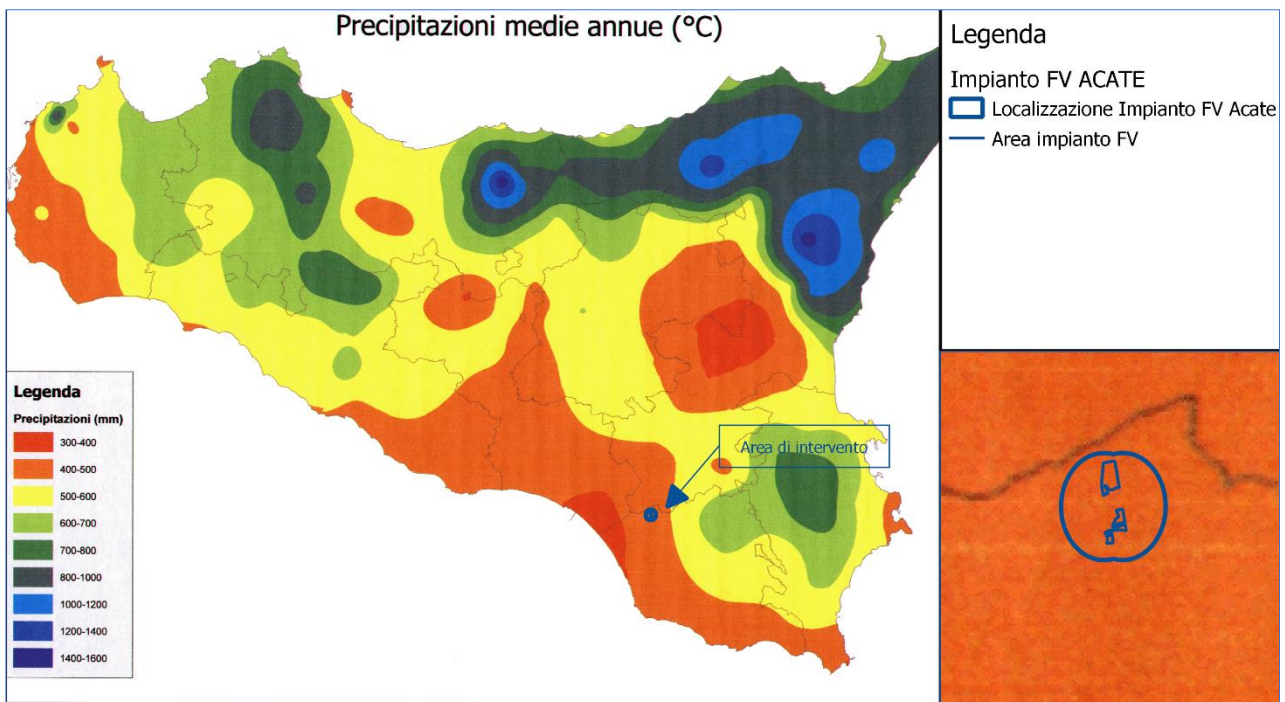 Precipitazioni medie annue (°C)
Legenda
Impianto FV ACATE
Localizzazione Impianto FV Acate
Area impianto FV
Area di intervento
Legenda
Precipitazioni (mm)
300-400
400-500
500-600
600-700
700-800
800-1000
1000-1200
1200-1400
1400-1600